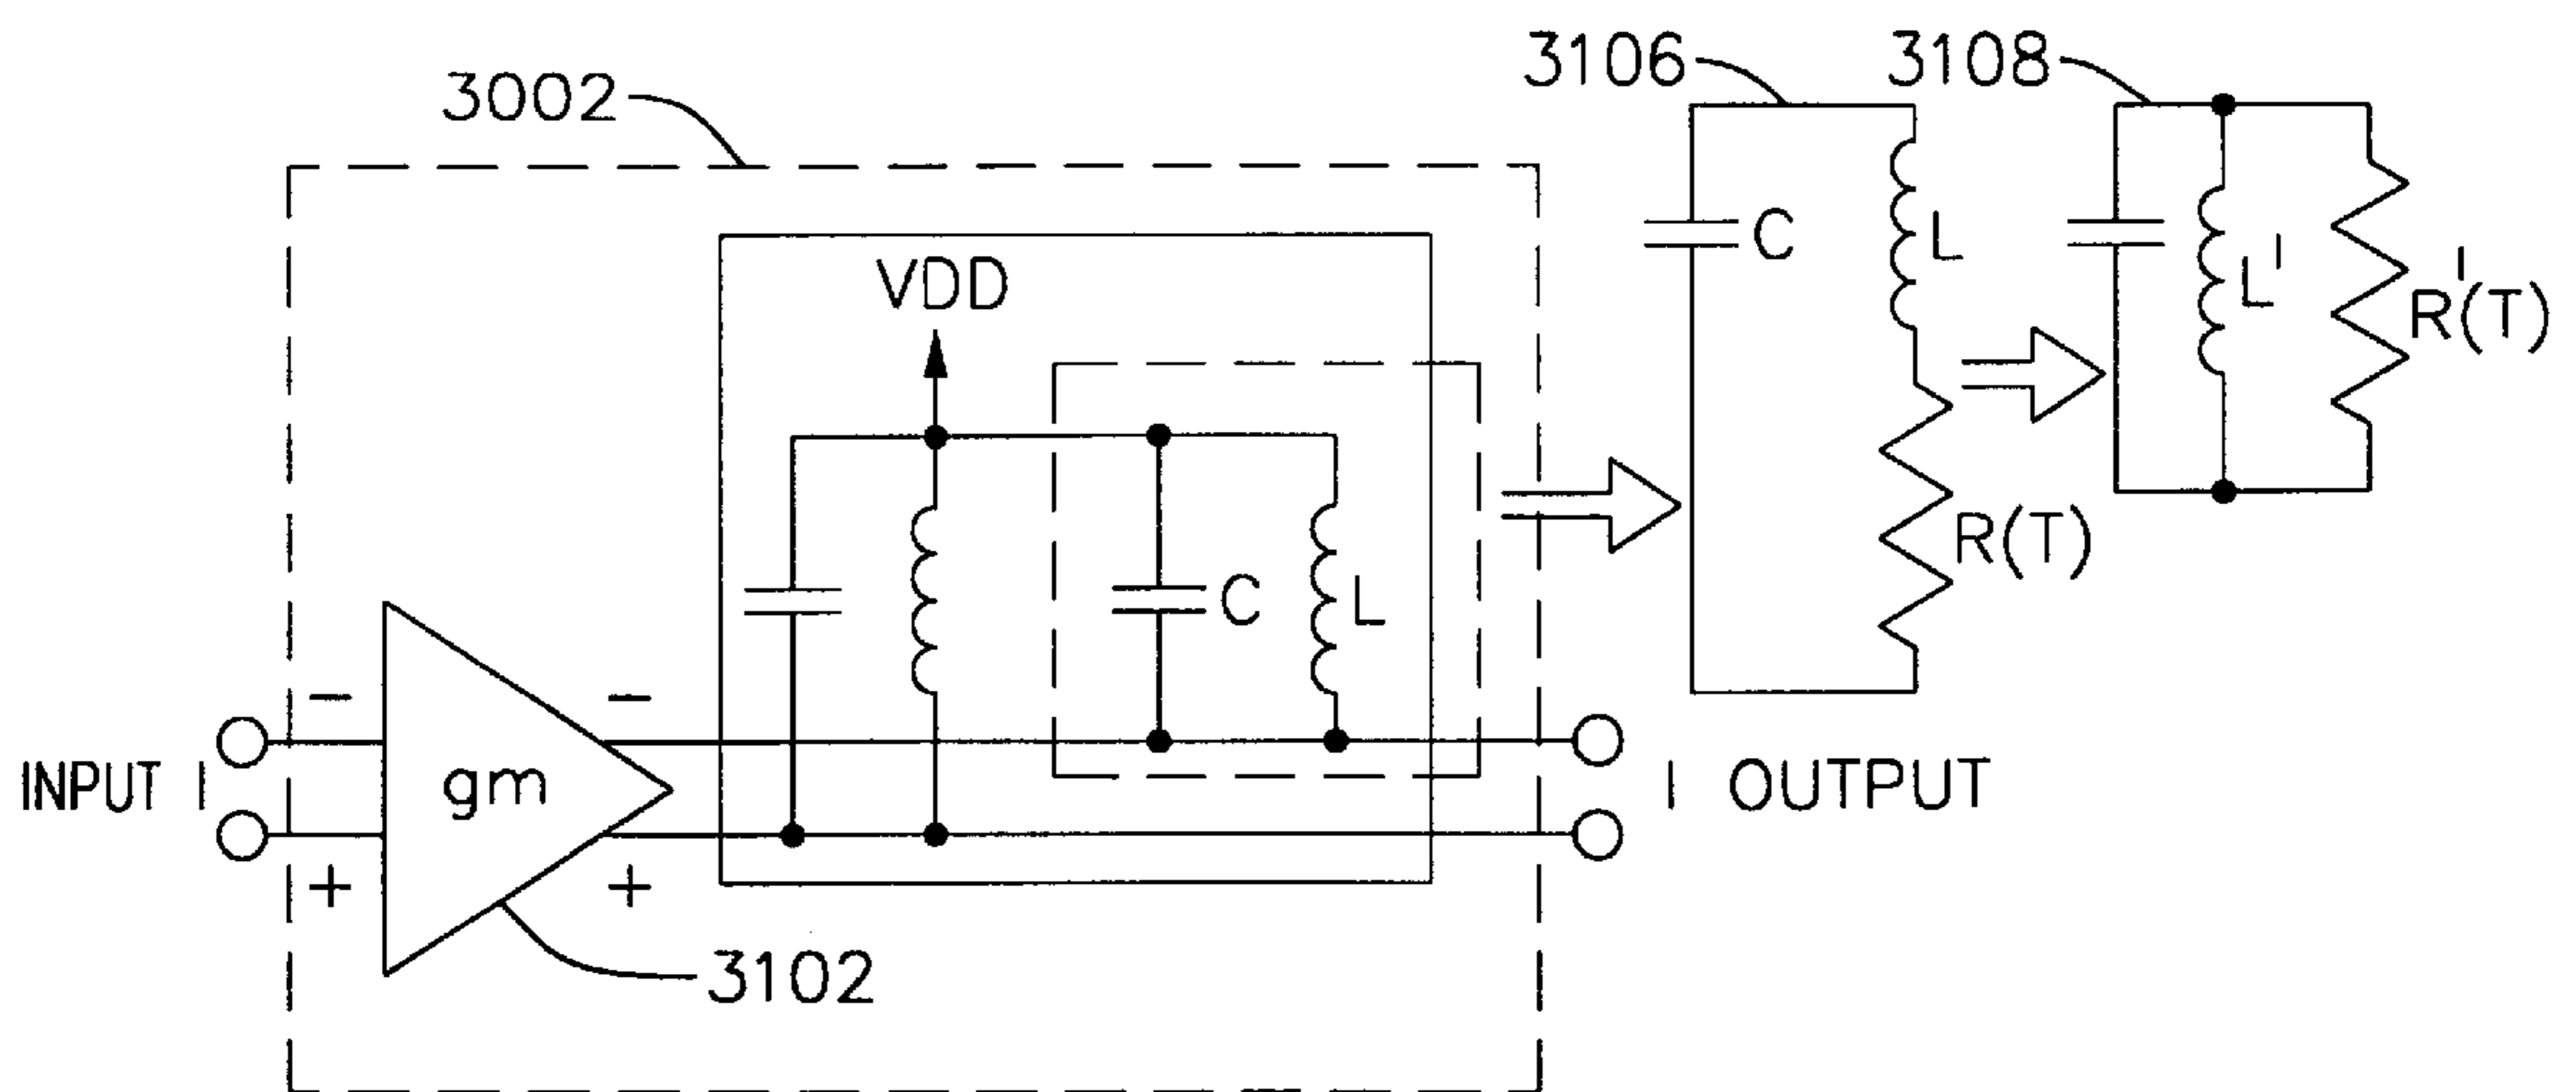 3106
3108
3002
C
L
L'
R'(T)
VDD
R(T)
C
L
-
-
INPUT I
gm
I OUTPUT
+
+
3102